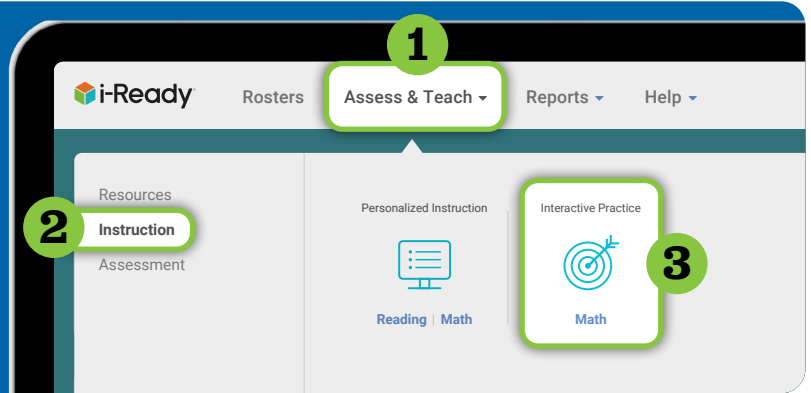 1
i-Ready Rosters Assess & Teach Reports Help
Resources
Personalized Instruction Interactive Practice
2 Instruction
Assessment
3
Reading | Math Math